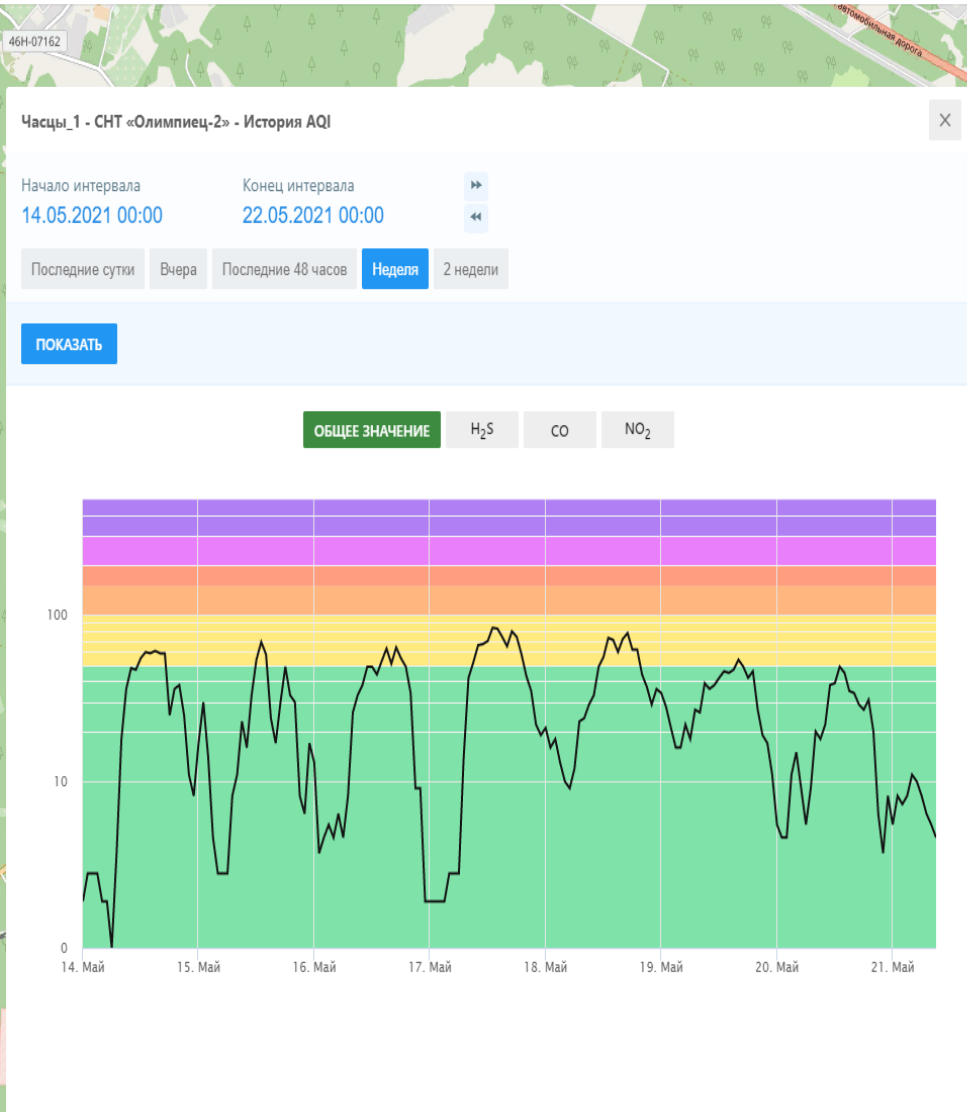 автомобильная дорога
46Н-07162
Часцы_1 - СНТ «Олимпиец-2» - История AQI
X
Начало интервала
Конец интервала
14.05.2021 00:00
22.05.2021 00:00
Последние сутки
Вчера
Последние 48 часов
Неделя
2 недели
ПОКАЗАТЬ
ОБЩЕЕ ЗНАЧЕНИЕ
H₂S
CO
NO₂
100
10
0
14. Май
15. Май
16. Май
17. Май
18. Май
19. Май
20. Май
21. Май